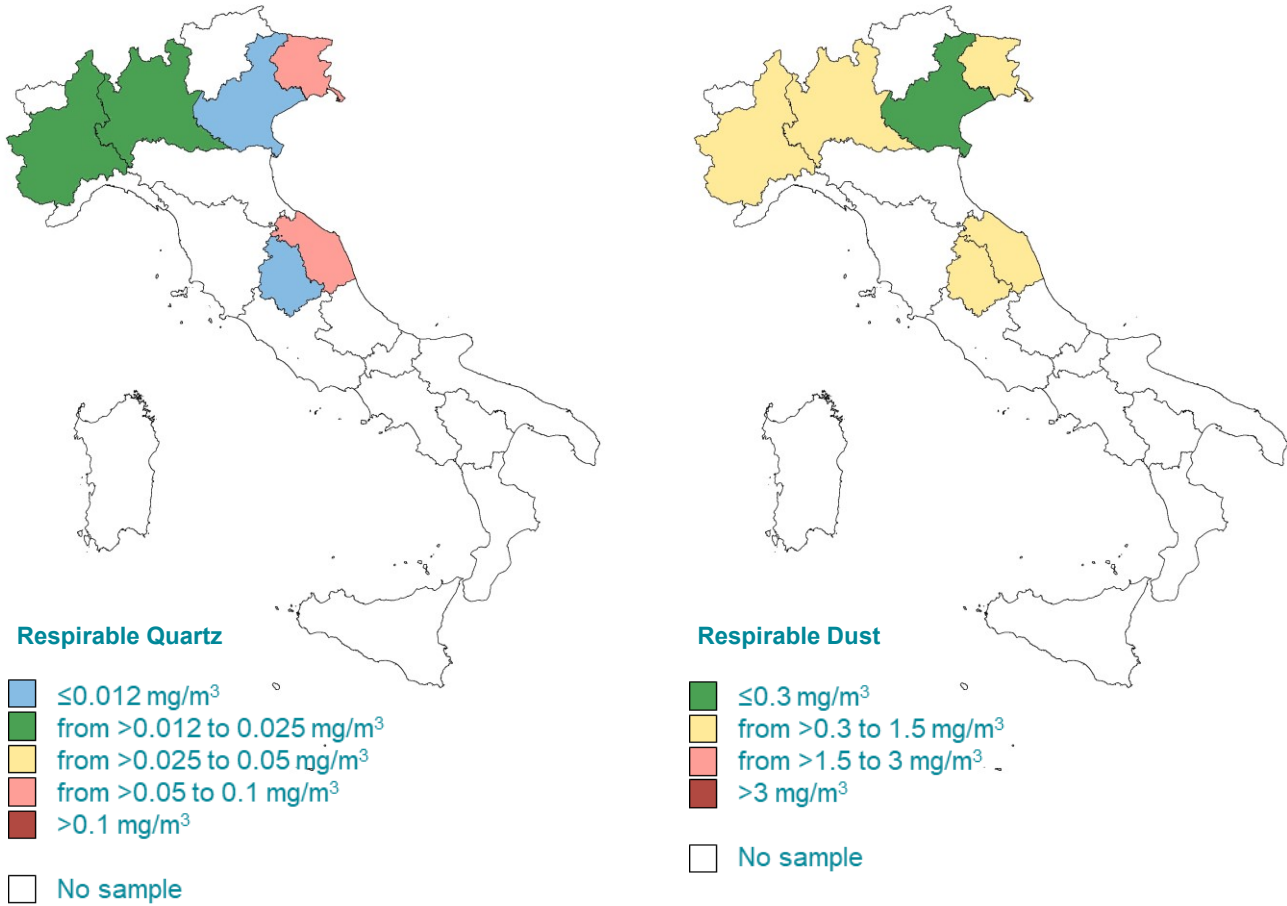 Respirable Quartz
≤0.012 mg/m³
from >0.012 to 0.025 mg/m³
from >0.025 to 0.05 mg/m³
from >0.05 to 0.1 mg/m³
>0.1 mg/m³
No sample
Respirable Dust
≤0.3 mg/m³
from >0.3 to 1.5 mg/m³
from >1.5 to 3 mg/m³
>3 mg/m³
No sample